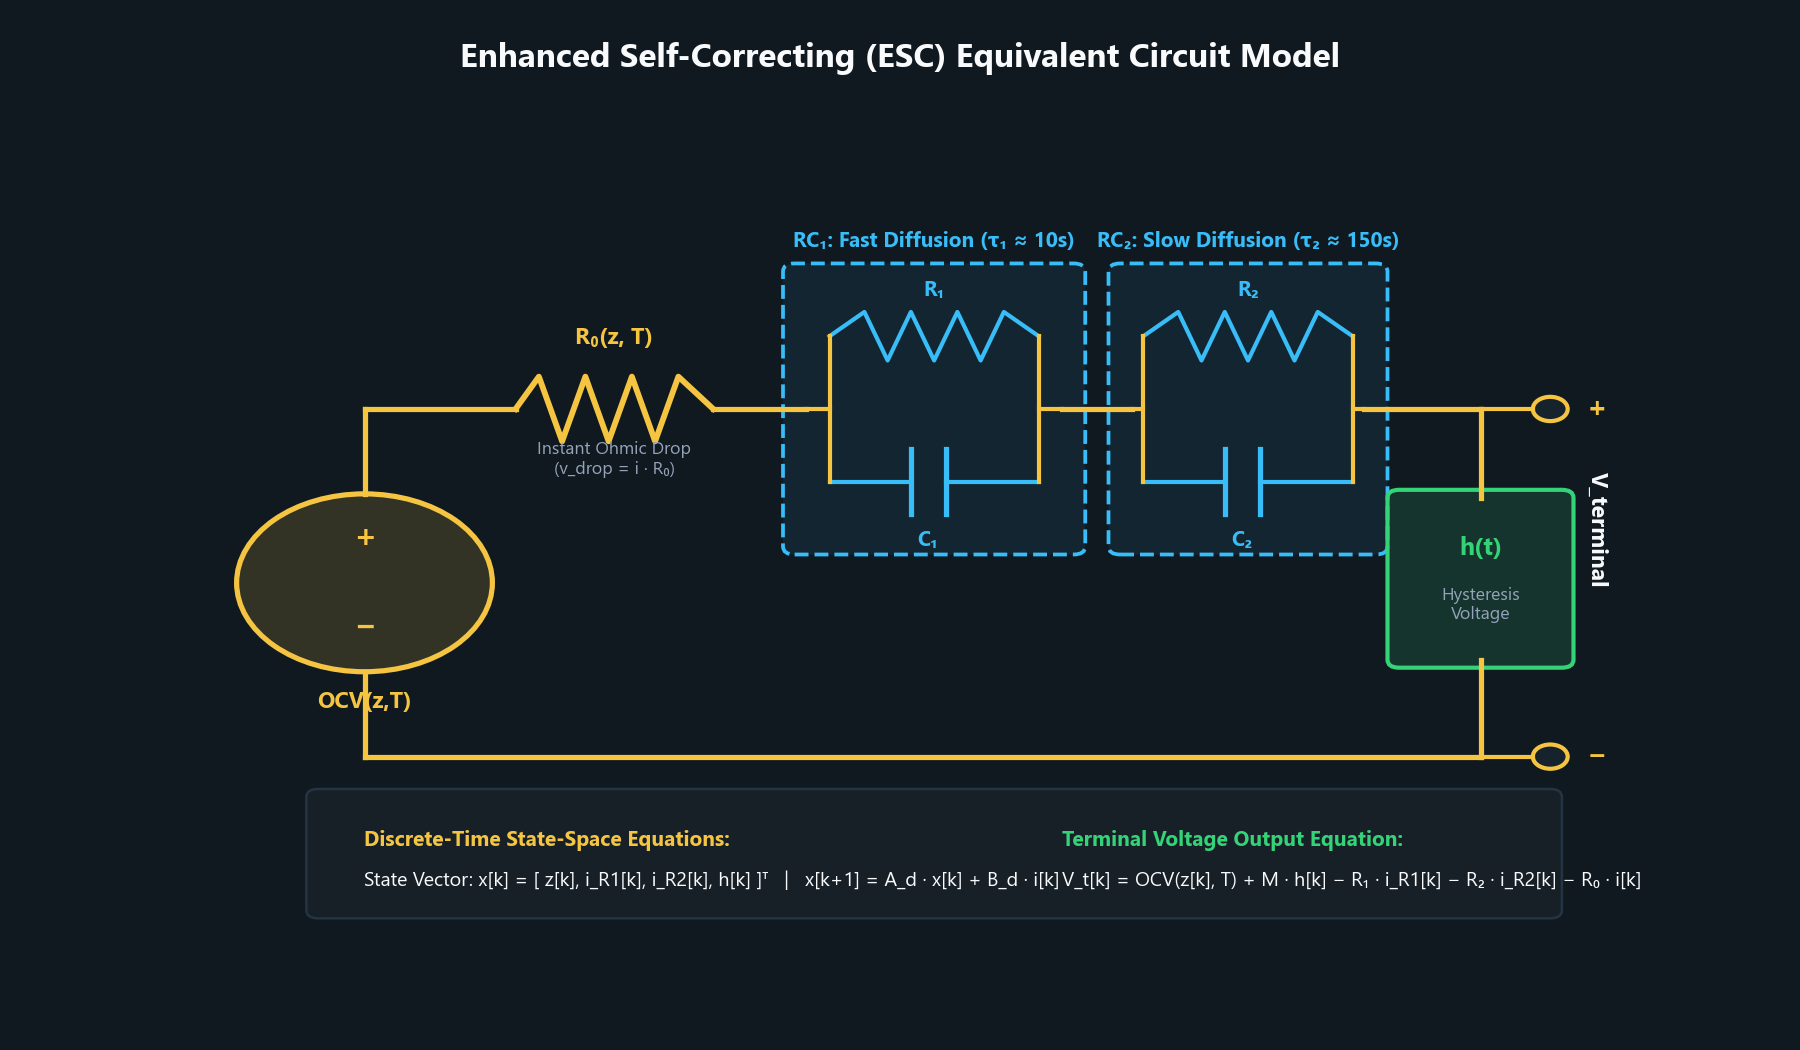 Enhanced Self-Correcting (ESC) Equivalent Circuit Model
RC₁: Fast Diffusion (τ₁ ≈ 10s)
RC₂: Slow Diffusion (τ₂ ≈ 150s)
R₁
R₂
R₀(z, T)
Instant Ohmic Drop
(v_drop = i · R₀)
C₁
C₂
+
V_terminal
h(t)
Hysteresis
Voltage
+
−
OCV(z,T)
−
Discrete-Time State-Space Equations:
State Vector: x[k] = [ z[k], i_R1[k], i_R2[k], h[k] ]ᵀ | x[k+1] = A_d · x[k] + B_d · i[k]
Terminal Voltage Output Equation:
V_t[k] = OCV(z[k], T) + M · h[k] − R₁ · i_R1[k] − R₂ · i_R2[k] − R₀ · i[k]